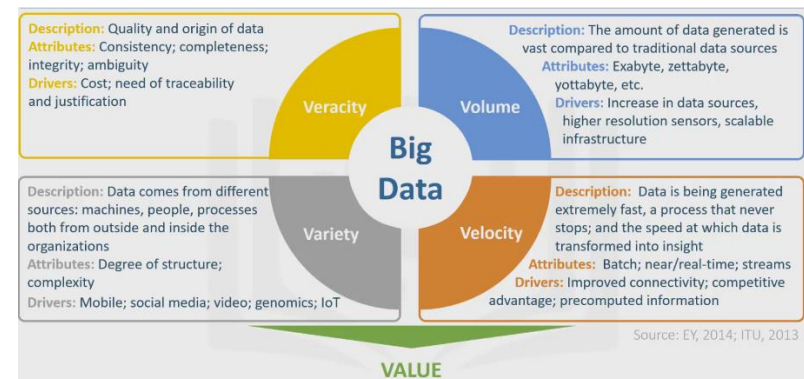 Description: Quality and origin of data
Attributes: Consistency; completeness;
integrity; ambiguity
Drivers: Cost; need of traceability
and justification
Veracity
Description: The amount of data generated is
vast compared to traditional data sources
Attributes: Exabyte, zettabyte,
yottabyte, etc.
Drivers: Increase in data sources,
higher resolution sensors, scalable
infrastructure
Volume
Big
Data
Description: Data comes from different
sources: machines, people, processes
both from outside and inside the
organizations
Attributes: Degree of structure;
complexity
Drivers: Mobile; social media; video; genomics; IoT
Variety
Description: Data is being generated
extremely fast, a process that never
stops; and the speed at which data is
transformed into insight
Attributes: Batch; near/real-time; streams
Drivers: Improved connectivity; competitive
advantage; precomputed information
Velocity
Source: EY, 2014; ITU, 2013
VALUE